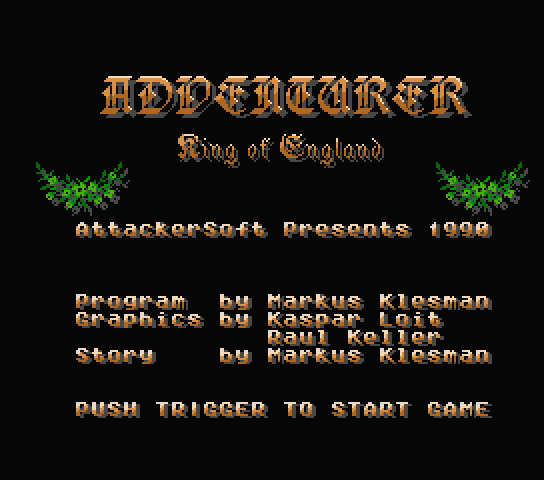 ADVENTURER
King of England
AttackerSoft Presents 1990
Program by Markus Klesman
Graphics by Kaspar Loit
Raul Keller
Story by Markus Klesman
PUSH TRIGGER TO START GAME